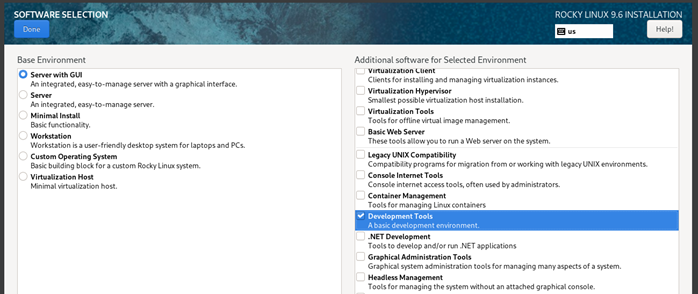 SOFTWARE SELECTION
Done
ROCKY LINUX 9.6 INSTALLATION
us
Help!
Base Environment
Server with GUI
An integrated, easy-to-manage server with a graphical interface.
Server
An integrated, easy-to-manage server.
Minimal Install
Basic functionality.
Workstation
Workstation is a user-friendly desktop system for laptops and PCs.
Custom Operating System
Basic building block for a custom Rocky Linux system.
Virtualization Host
Minimal virtualization host.
Additional software for Selected Environment
Virtualization Client
Clients for installing and managing virtualization instances.
Virtualization Hypervisor
Smallest possible virtualization host installation.
Virtualization Tools
Tools for offline virtual image management.
Basic Web Server
These tools allow you to run a Web server on the system.
Legacy UNIX Compatibility
Compatibility programs for migration from or working with legacy UNIX environments.
Console Internet Tools
Console internet access tools, often used by administrators.
Container Management
Tools for managing Linux containers
Development Tools
A basic development environment.
.NET Development
Tools to develop and/or run .NET applications
Graphical Administration Tools
Graphical system administration tools for managing many aspects of a system.
Headless Management
Tools for managing the system without an attached graphical console.